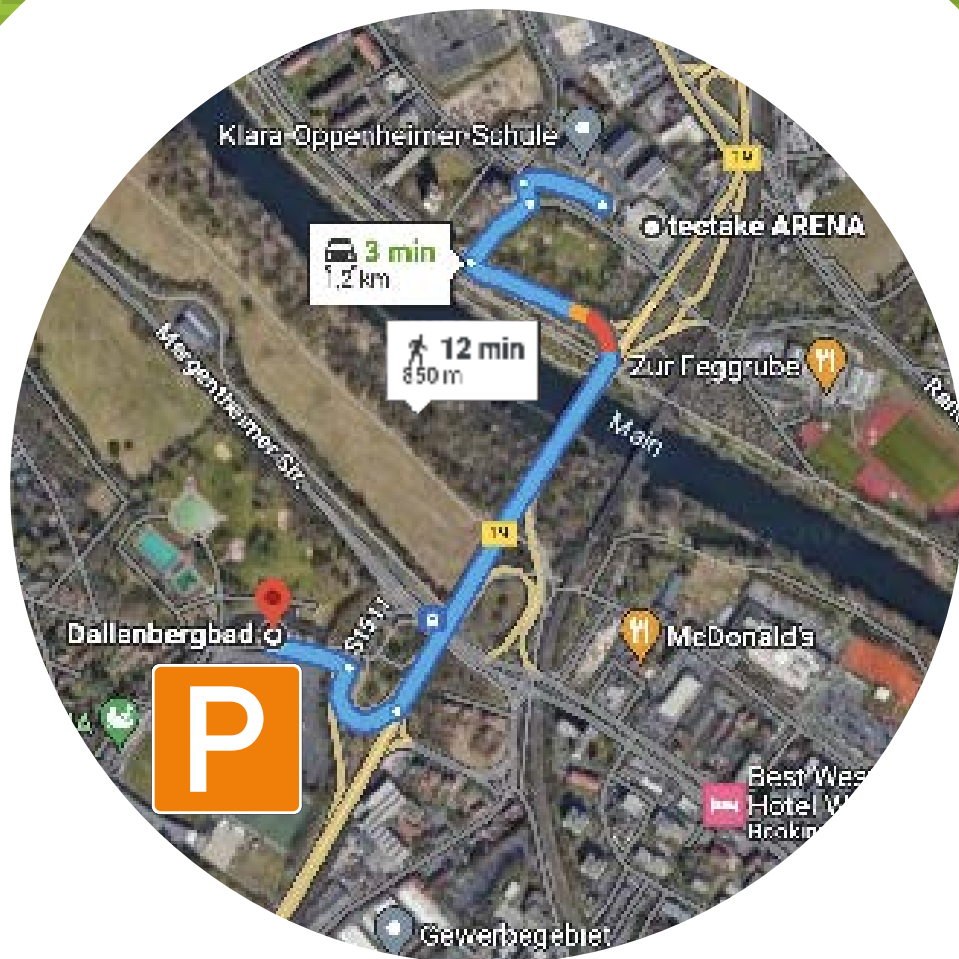 Klara-Oppenheimer-Schule
19
tectake ARENA
3 min
1,2 km
12 min
850 m
Zur Feggrube
Mergentheimer Str.
Main
19
Dallenbergbad
McDonald's
P
Best Wes
Hotel W
Bookin
Gewerbegebiet